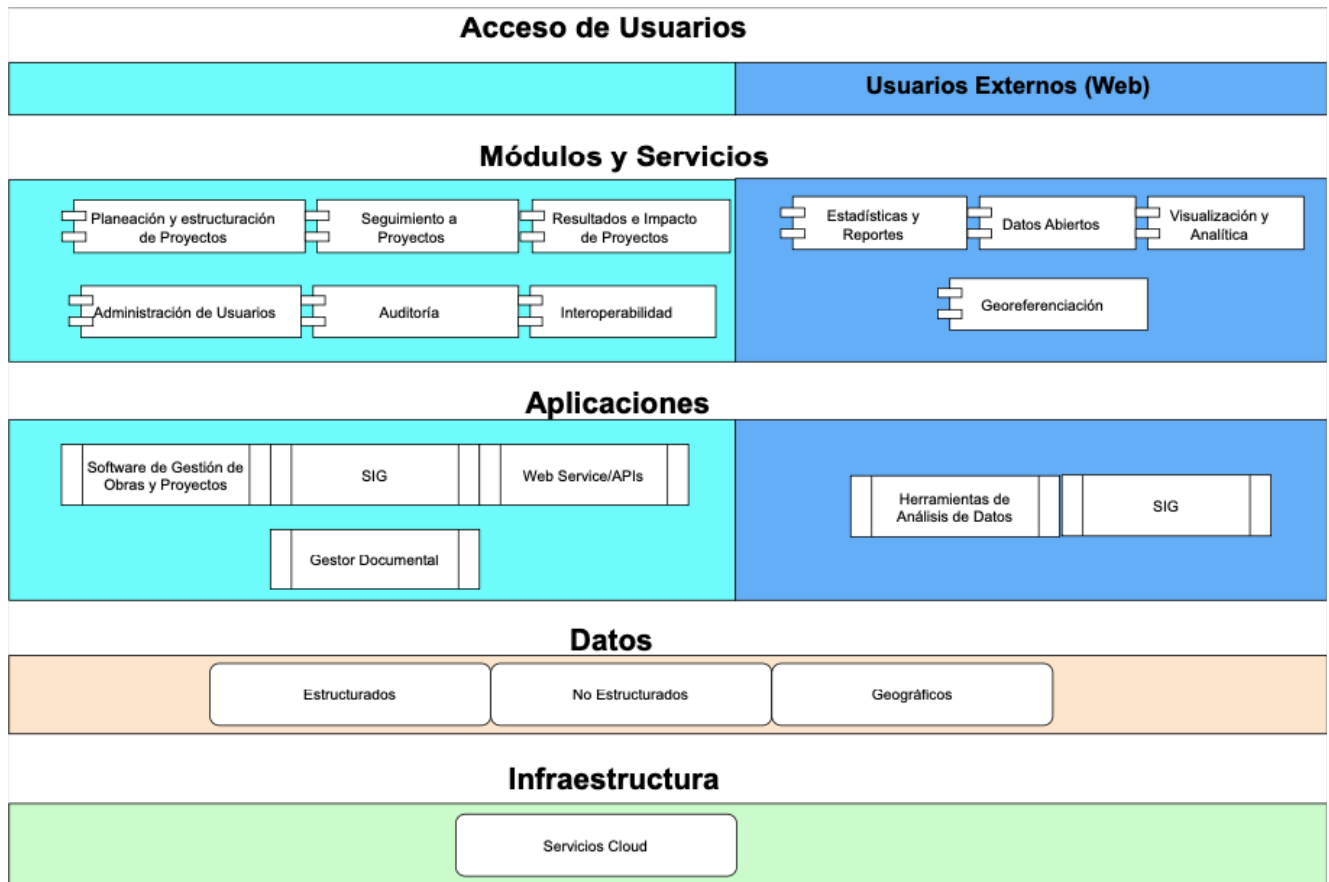 Acceso de Usuarios
Usuarios Externos (Web)
Módulos y Servicios
Planeación y estructuración
de Proyectos
Seguimiento a
Proyectos
Resultados e Impacto
de Proyectos
Estadísticas y
Reportes
Datos Abiertos
Visualización y
Analítica
Administración de Usuarios
Auditoría
Interoperabilidad
Georeferenciación
Aplicaciones
Software de Gestión de
Obras y Proyectos
SIG
Web Service/APIs
Gestor Documental
Herramientas de
Análisis de Datos
SIG
Datos
Estructurados
No Estructurados
Geográficos
Infraestructura
Servicios Cloud